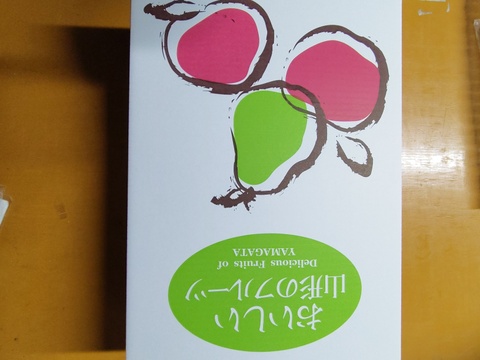 おいしい
山形のフルーツ
Delicious Fruits of
YAMAGATA